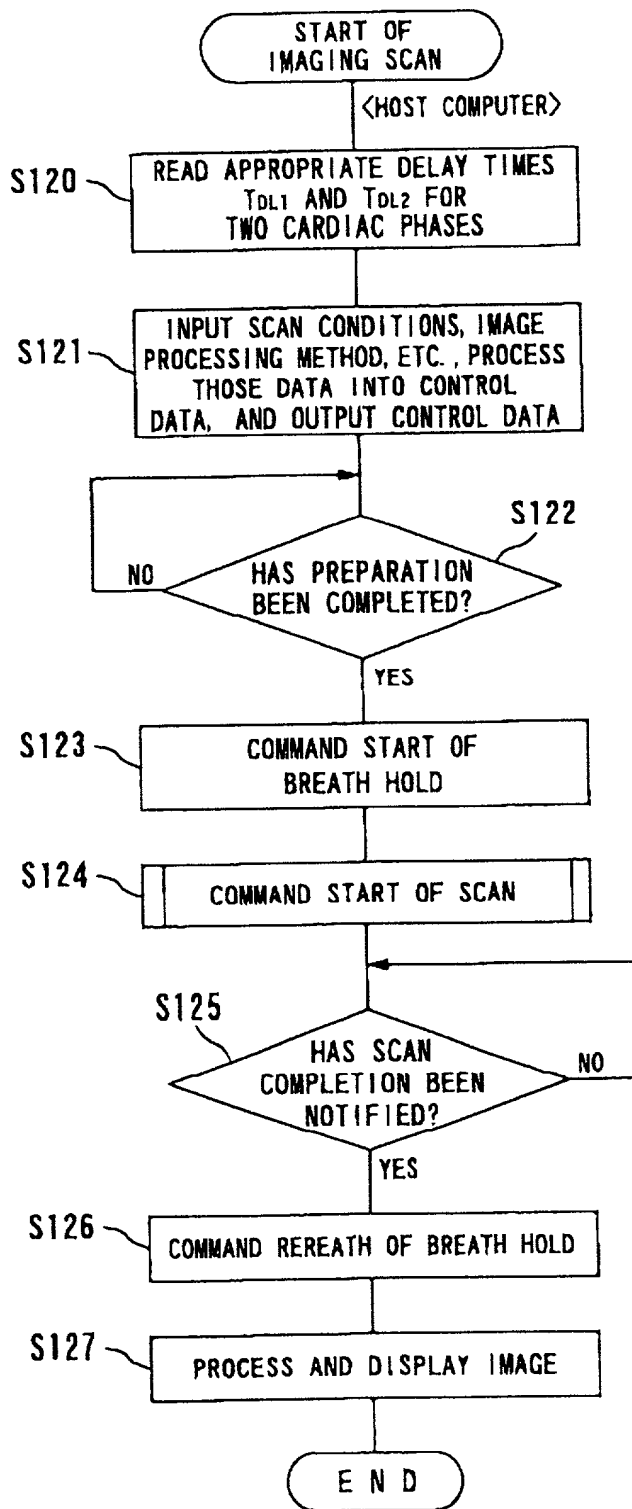 START OF
IMAGING SCAN
<HOST COMPUTER>
S120
READ APPROPRIATE DELAY TIMES
TDL1 AND TDL2 FOR
TWO CARDIAC PHASES
S121
INPUT SCAN CONDITIONS, IMAGE
PROCESSING METHOD, ETC., PROCESS
THOSE DATA INTO CONTROL
DATA, AND OUTPUT CONTROL DATA
S122
NO
HAS PREPARATION
BEEN COMPLETED?
YES
S123
COMMAND START OF
BREATH HOLD
S124
COMMAND START OF SCAN
S125
HAS SCAN
COMPLETION BEEN
NOTIFIED?
NO
YES
S126
COMMAND REREATH OF BREATH HOLD
S127
PROCESS AND DISPLAY IMAGE
END